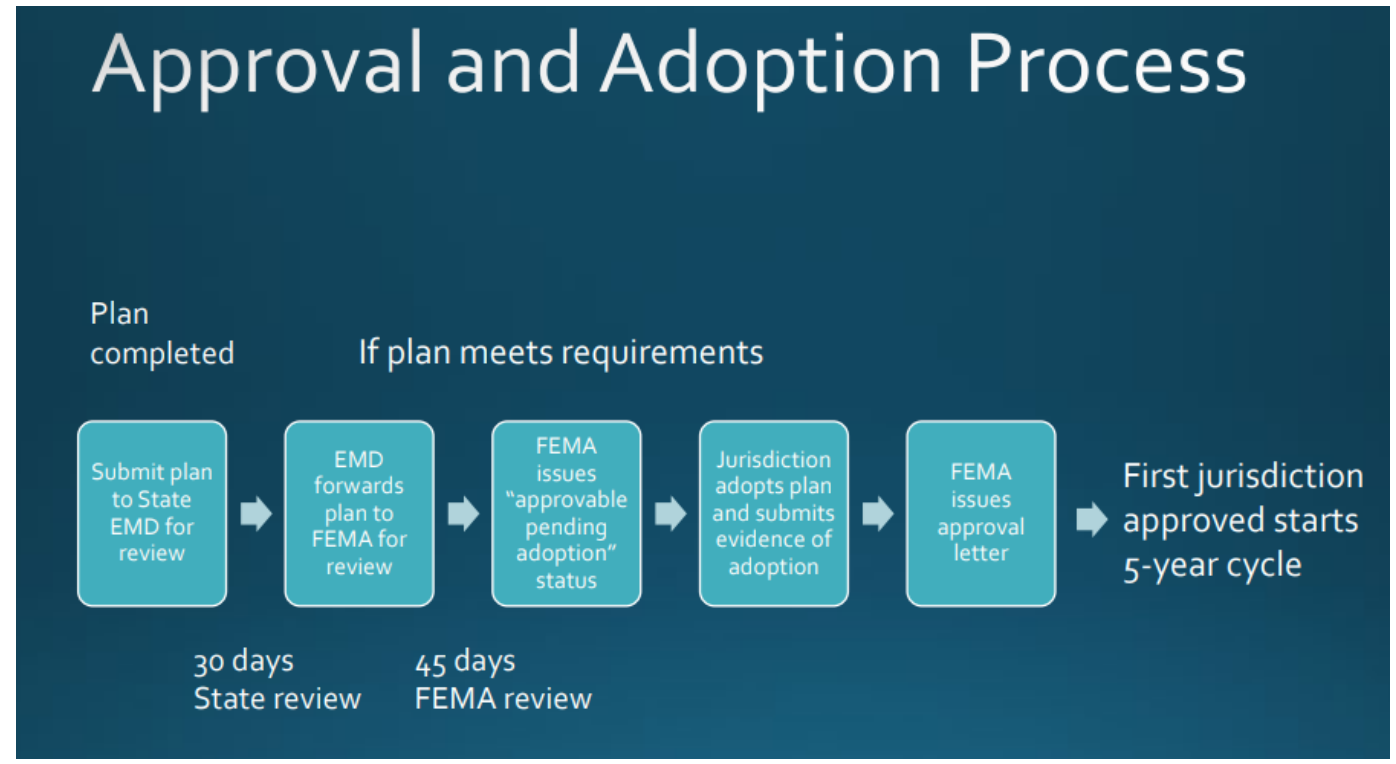 Approval and Adoption Process
Plan
completed
If plan meets requirements
Submit plan
to State
EMD for
review
EMD
forwards
plan to
FEMA for
review
FEMA
issues
“approvable
pending
adoption”
status
Jurisdiction
adopts plan
and submits
evidence of
adoption
FEMA
issues
approval
letter
First jurisdiction
approved starts
5-year cycle
30 days
State review
45 days
FEMA review